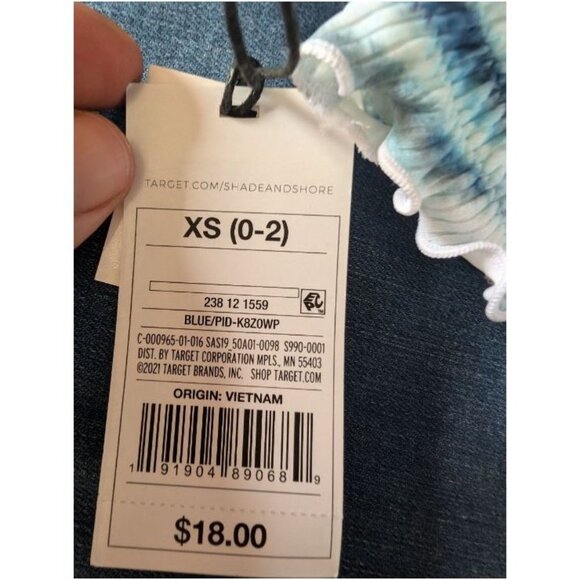 TARGET.COM/SHADEANDSHORE
XS (0-2)
238 12 1559
BLUE/PID-K8Z0WP
C-000965-01-016 SAS19_50A01-0098 S990-0001
DIST. BY TARGET CORPORATION MPLS., MN 55403
©2021 TARGET BRANDS, INC. SHOP TARGET.COM
ORIGIN: VIETNAM
1 91904 89068 9
$18.00